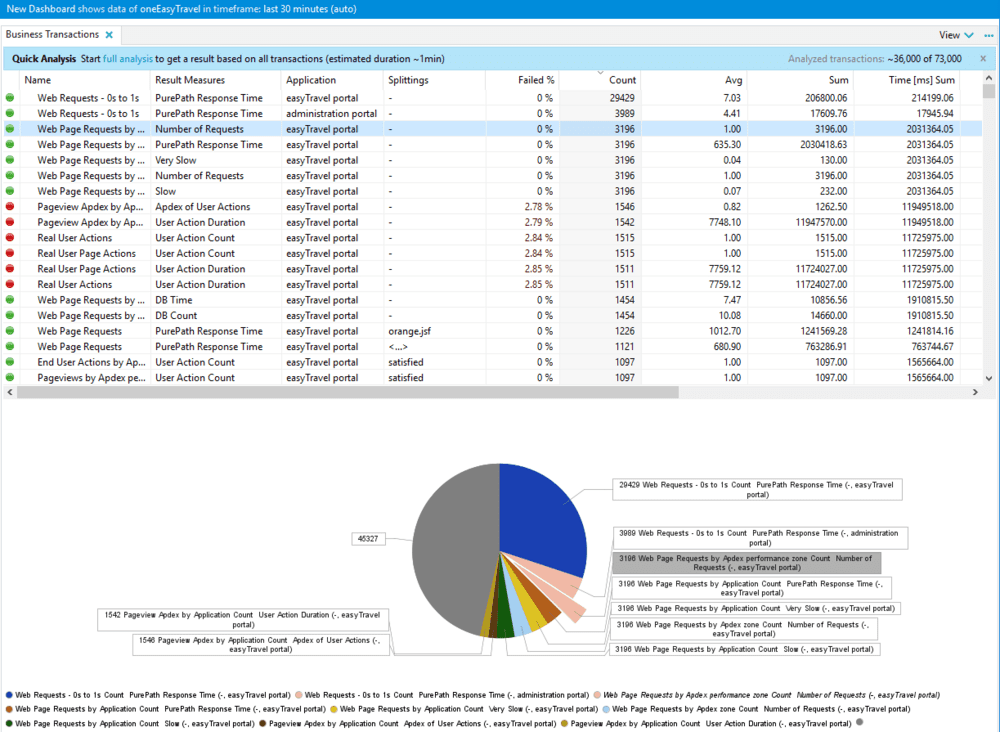 New Dashboard shows data of oneEasyTravel in timeframe: last 30 minutes (auto)
Business Transactions View
Quick Analysis Start full analysis to get a result based on all transactions (estimated duration ~1min) Analyzed transactions: ~36,000 of 73,000
Name Result Measures Application Splittings Failed % Count Avg Sum Time [ms] Sum
Web Requests - 0s to 1s PurePath Response Time easyTravel portal - 0 % 29429 7.03 206800.06 214199.06
Web Requests - 0s to 1s PurePath Response Time administration portal - 0 % 3989 4.41 17609.76 17945.94
Web Page Requests by ... Number of Requests easyTravel portal - 0 % 3196 1.00 3196.00 2031364.05
Web Page Requests by ... PurePath Response Time easyTravel portal - 0 % 3196 635.30 2030418.63 2031364.05
Web Page Requests by ... Very Slow easyTravel portal - 0 % 3196 0.04 130.00 2031364.05
Web Page Requests by ... Number of Requests easyTravel portal - 0 % 3196 1.00 3196.00 2031364.05
Web Page Requests by ... Slow easyTravel portal - 0 % 3196 0.07 232.00 2031364.05
Pageview Apdex by Ap... Apdex of User Actions easyTravel portal - 2.78 % 1546 0.82 1262.50 11949518.00
Pageview Apdex by Ap... User Action Duration easyTravel portal - 2.79 % 1542 7748.10 11947570.00 11949518.00
Real User Actions User Action Count easyTravel portal - 2.84 % 1515 1.00 1515.00 11725975.00
Real User Page Actions User Action Count easyTravel portal - 2.84 % 1515 1.00 1515.00 11725975.00
Real User Page Actions User Action Duration easyTravel portal - 2.85 % 1511 7759.12 11724027.00 11725975.00
Real User Actions User Action Duration easyTravel portal - 2.85 % 1511 7759.12 11724027.00 11725975.00
Web Page Requests by ... DB Time easyTravel portal - 0 % 1454 7.47 10856.56 1910815.50
Web Page Requests by ... DB Count easyTravel portal - 0 % 1454 10.08 14660.00 1910815.50
Web Page Requests PurePath Response Time easyTravel portal orange.jsf 0 % 1226 1012.70 1241569.28 1241814.16
Web Page Requests PurePath Response Time easyTravel portal <...> 0 % 1121 680.90 763286.91 763744.67
End User Actions by Ap... User Action Count easyTravel portal satisfied 0 % 1097 1.00 1097.00 1565664.00
Pageviews by Apdex pe... User Action Count easyTravel portal satisfied 0 % 1097 1.00 1097.00 1565664.00
29429 Web Requests - 0s to 1s Count PurePath Response Time (-, easyTravel
portal)
3989 Web Requests - 0s to 1s Count PurePath Response Time (-, administration
portal)
46327
3196 Web Page Requests by Apdex performance zone Count Number of
Requests (-, easyTravel portal)
3196 Web Page Requests by Application Count PurePath Response Time (-,
easyTravel portal)
3196 Web Page Requests by Application Count Very Slow (-, easyTravel portal)
1542 Pageview Apdex by Application Count User Action Duration (-, easyTravel
portal)
3196 Web Page Requests by Apdex zone Count Number of Requests (-,
easyTravel portal)
1546 Pageview Apdex by Application Count Apdex of User Actions (-,
easyTravel portal)
3196 Web Page Requests by Application Count Slow (-, easyTravel portal)
Web Requests - 0s to 1s Count PurePath Response Time (-, easyTravel portal) Web Requests - 0s to 1s Count PurePath Response Time (-, administration portal) Web Page Requests by Apdex performance zone Count Number of Requests (-, easyTravel portal)
Web Page Requests by Application Count PurePath Response Time (-, easyTravel portal) Web Page Requests by Application Count Very Slow (-, easyTravel portal) Web Page Requests by Apdex zone Count Number of Requests (-, easyTravel portal)
Web Page Requests by Application Count Slow (-, easyTravel portal) Pageview Apdex by Application Count Apdex of User Actions (-, easyTravel portal) Pageview Apdex by Application Count User Action Duration (-, easyTravel portal)